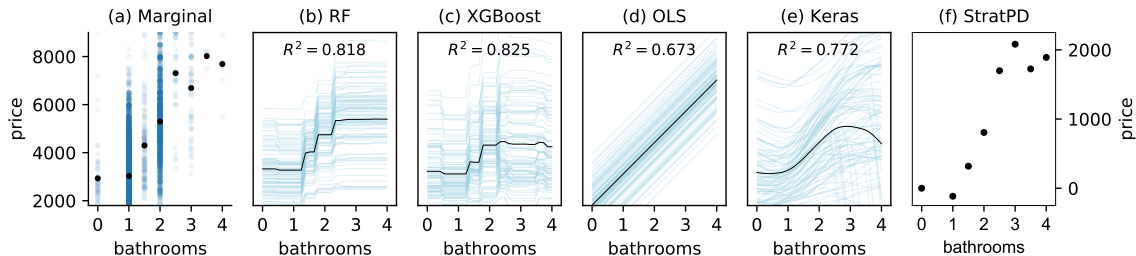 (a) Marginal
(b) RF
(c) XGBoost
(d) OLS
(e) Keras
(f) StratPD
R² = 0.818
R² = 0.825
R² = 0.673
R² = 0.772
price
8000
6000
4000
2000
2000
1000
0
price
0 1 2 3 4
0 1 2 3 4
0 1 2 3 4
0 1 2 3 4
0 1 2 3 4
0 1 2 3 4
bathrooms
bathrooms
bathrooms
bathrooms
bathrooms
bathrooms